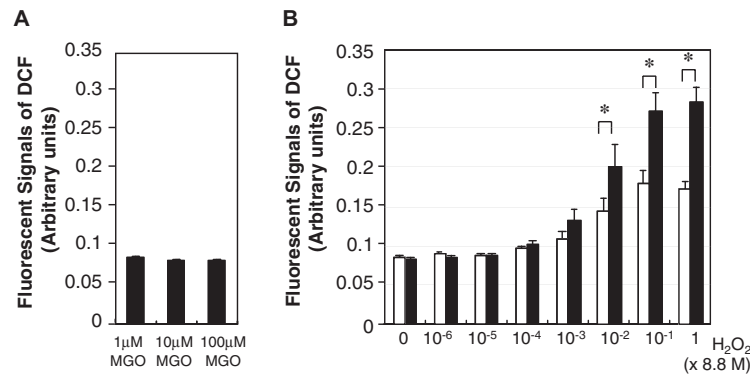 A
Fluorescent Signals of DCF
(Arbitrary units)
0.35
0.3
0.25
0.2
0.15
0.1
0.05
0
1μM
MGO
10μM
MGO
100μM
MGO
B
Fluorescent Signals of DCF
(Arbitrary units)
0.35
0.3
0.25
0.2
0.15
0.1
0.05
0
*
*
*
0 10⁻⁶ 10⁻⁵ 10⁻⁴ 10⁻³ 10⁻² 10⁻¹ 1 H₂O₂
(x 8.8 M)